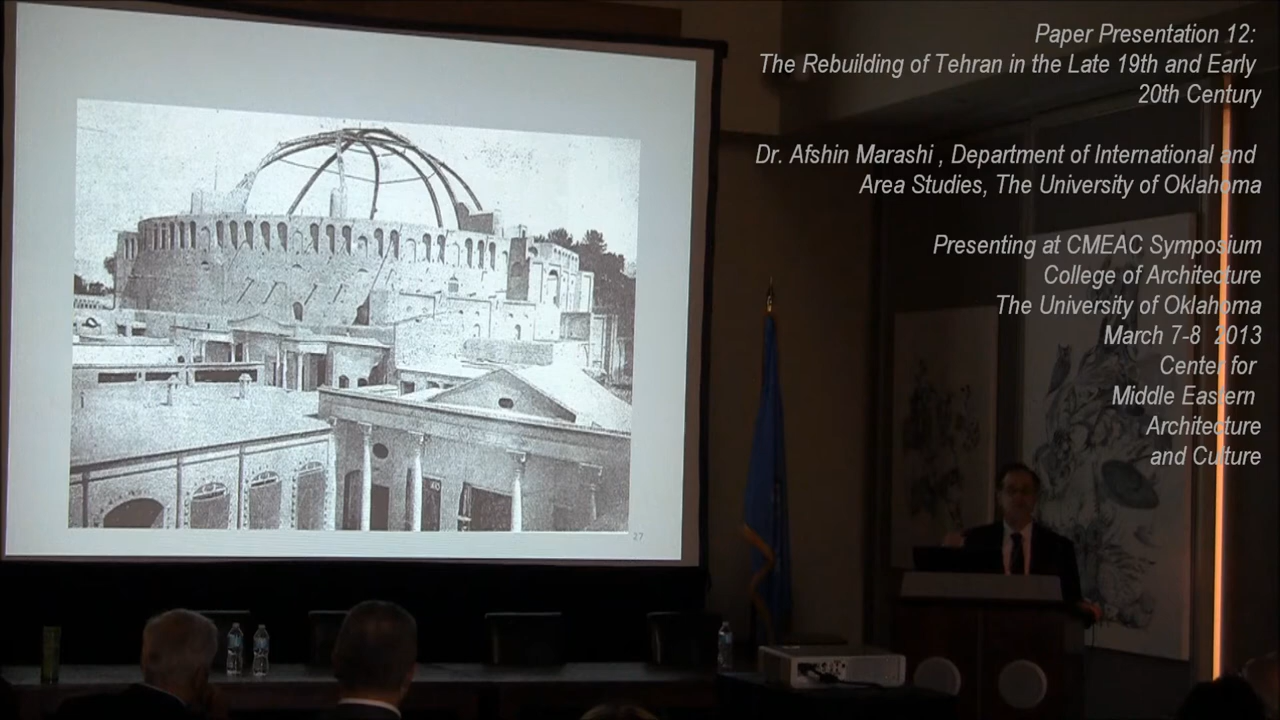 Paper Presentation 12:
The Rebuilding of Tehran in the Late 19th and Early
20th Century
Dr. Afshin Marashi , Department of International and
Area Studies, The University of Oklahoma
Presenting at CMEAC Symposium
College of Architecture
The University of Oklahoma
March 7-8 2013
Center for
Middle Eastern
Architecture
and Culture
27